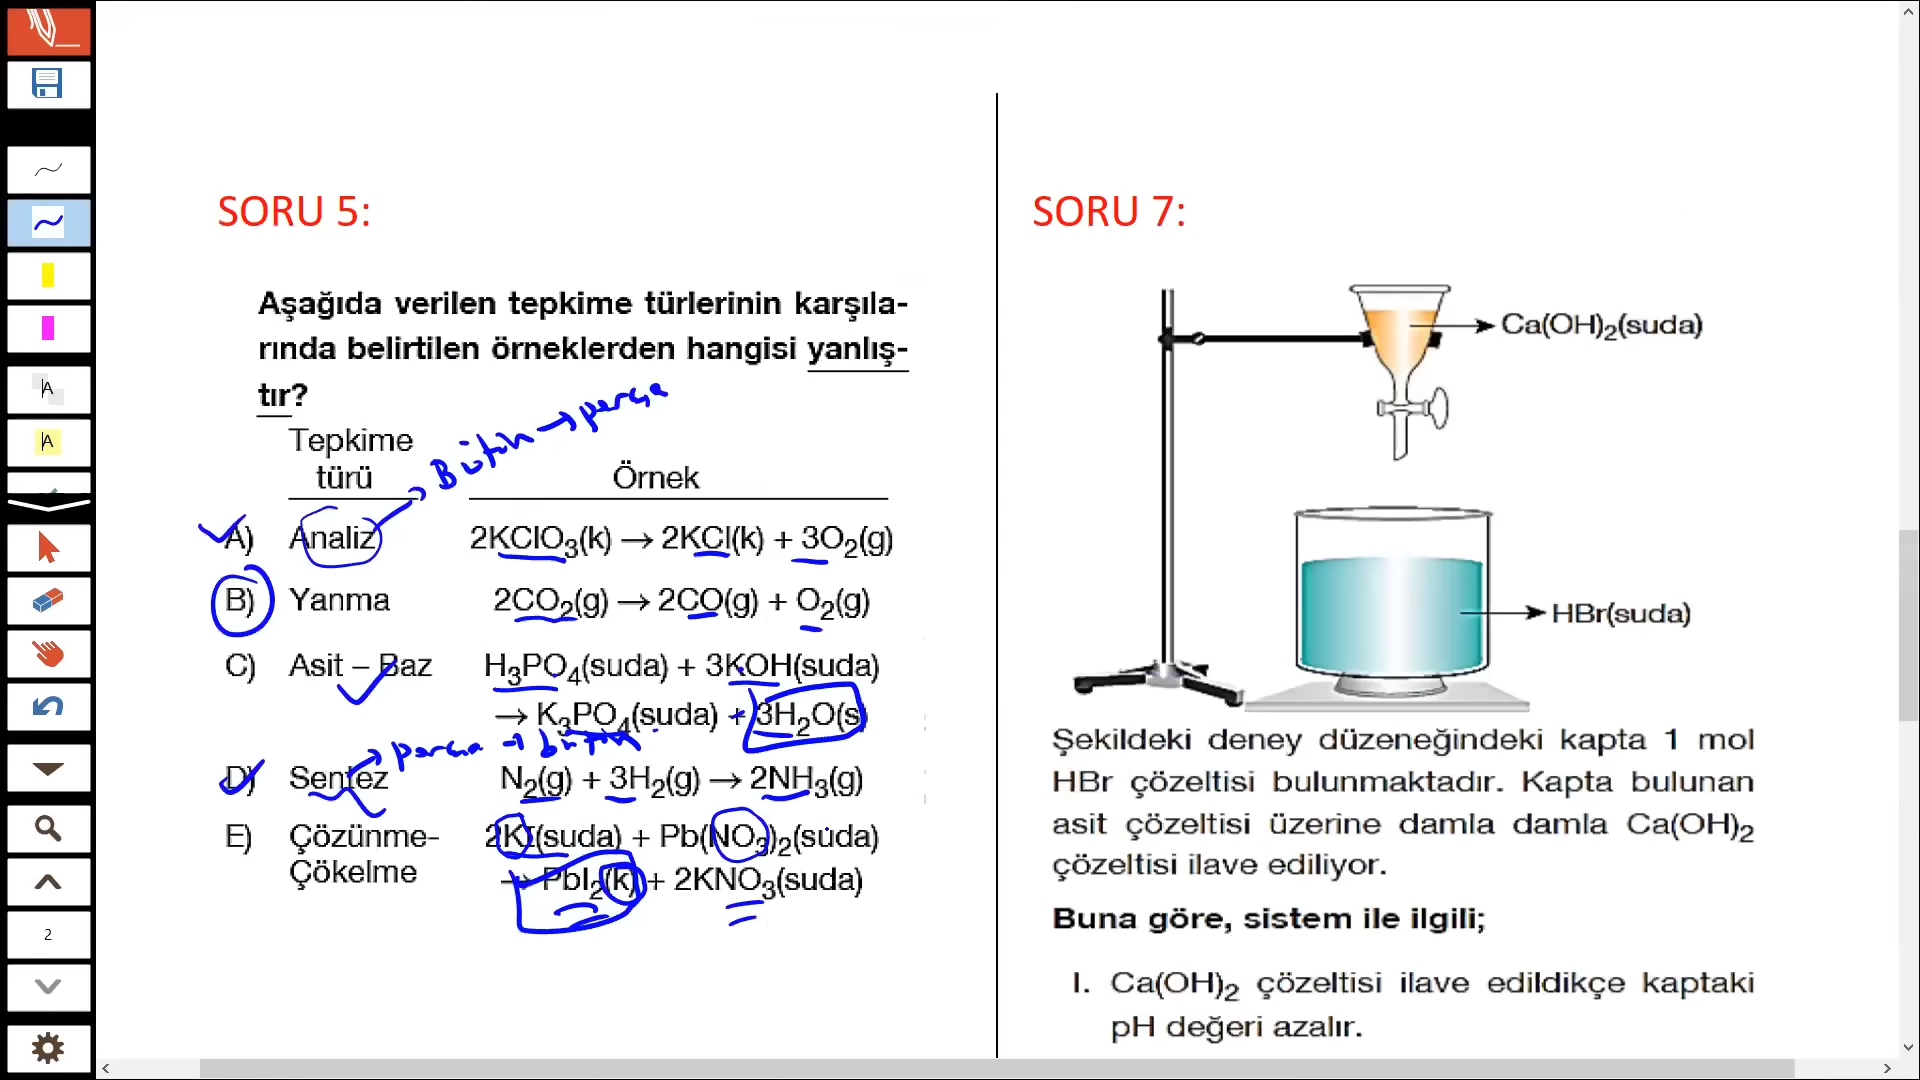 SORU 5:
Aşağıda verilen tepkime türlerinin karşıla-
rında belirtilen örneklerden hangisi yanlış-
tır?
Bütün → parça
Tepkime
türü
Örnek
A) Analiz 2KClO₃(k) → 2KCl(k) + 3O₂(g)
B) Yanma 2CO₂(g) → 2CO(g) + O₂(g)
C) Asit – Baz H₃PO₄(suda) + 3KOH(suda)
→ K₃PO₄(suda) + 3H₂O(s)
parça → bütün
D) Sentez N₂(g) + 3H₂(g) → 2NH₃(g)
E) Çözünme- 2KI(suda) + Pb(NO₃)₂(suda)
Çökelme → PbI₂(k) + 2KNO₃(suda)
SORU 7:
Ca(OH)₂(suda)
HBr(suda)
Şekildeki deney düzeneğindeki kapta 1 mol
HBr çözeltisi bulunmaktadır. Kapta bulunan
asit çözeltisi üzerine damla damla Ca(OH)₂
çözeltisi ilave ediliyor.
Buna göre, sistem ile ilgili;
I. Ca(OH)₂ çözeltisi ilave edildikçe kaptaki
pH değeri azalır.
A
A
2